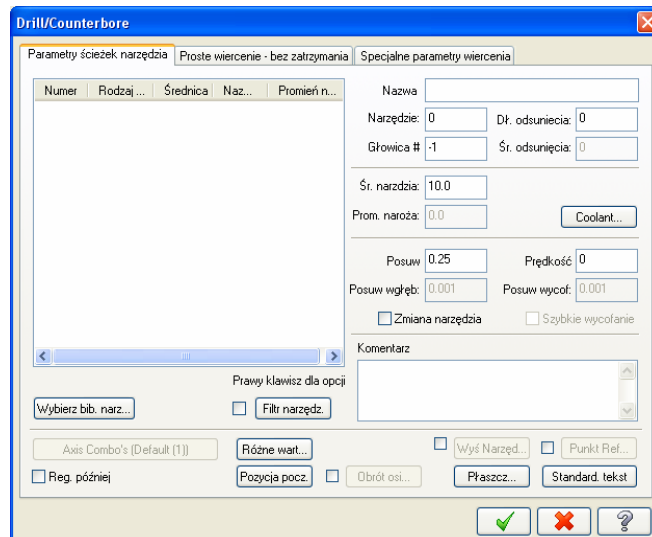 Drill/Counterbore
Parametry ścieżek narzędzia
Proste wiercenie - bez zatrzymania
Specjalne parametry wiercenia
Numer Rodzaj ... Średnica Naz... Promień n...
Nazwa
Narzędzie: 0 Dł. odsuniecia: 0
Głowica # -1 Śr. odsunięcia: 0
Śr. narzdzia: 10.0
Prom. naroża: 0.0 Coolant...
Posuw 0.25 Prędkość 0
Posuw wgłęb: 0.001 Posuw wycof: 0.001
Zmiana narzędzia Szybkie wycofanie
Komentarz
Prawy klawisz dla opcji
Wybierz bib. narz... Filtr narzędz.
Axis Combo's (Default (1)) Różne wart... Wyś Narzęd... Punkt Ref...
Reg. później Pozycja pocz. Obrót osi... Płaszcz... Standard. tekst